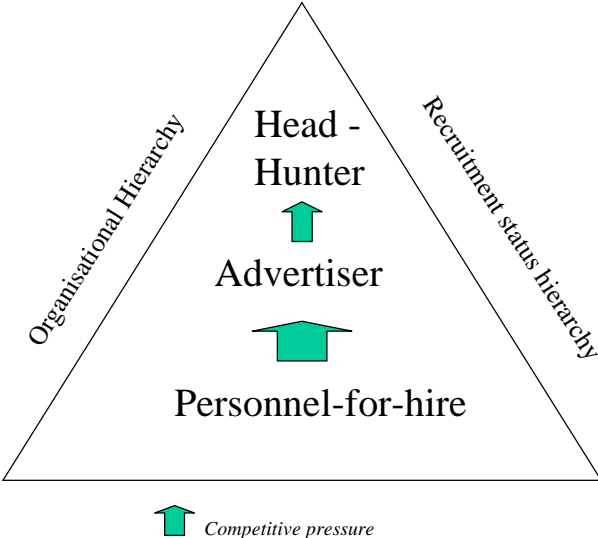 Organisational Hierarchy
Recruitment status hierarchy
Head -
Hunter
Advertiser
Personnel-for-hire
Competitive pressure